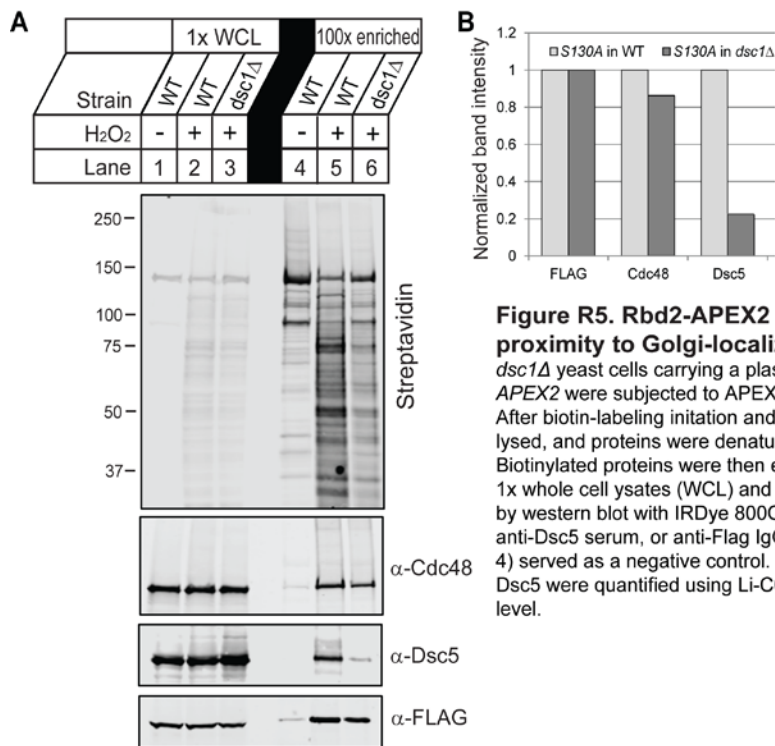 A
1x WCL 100x enriched
Strain WT WT dsc1Δ WT WT dsc1Δ
H2O2 - + + - + +
Lane 1 2 3 4 5 6
250
150
100
75
50
37
Streptavidin
α-Cdc48
α-Dsc5
α-FLAG
B
Normalized band intensity
1.2
1
0.8
0.6
0.4
0.2
0
S130A in WT S130A in dsc1Δ
FLAG Cdc48 Dsc5
Figure R5. Rbd2-APEX2
proximity to Golgi-localis
dsc1Δ yeast cells carrying a plas
APEX2 were subjected to APEX
After biotin-labeling initation and
lysed, and proteins were denatu
Biotinylated proteins were then e
1x whole cell ysates (WCL) and
by western blot with IRDye 800C
anti-Dsc5 serum, or anti-Flag IgG
4) served as a negative control.
Dsc5 were quantified using Li-C
level.